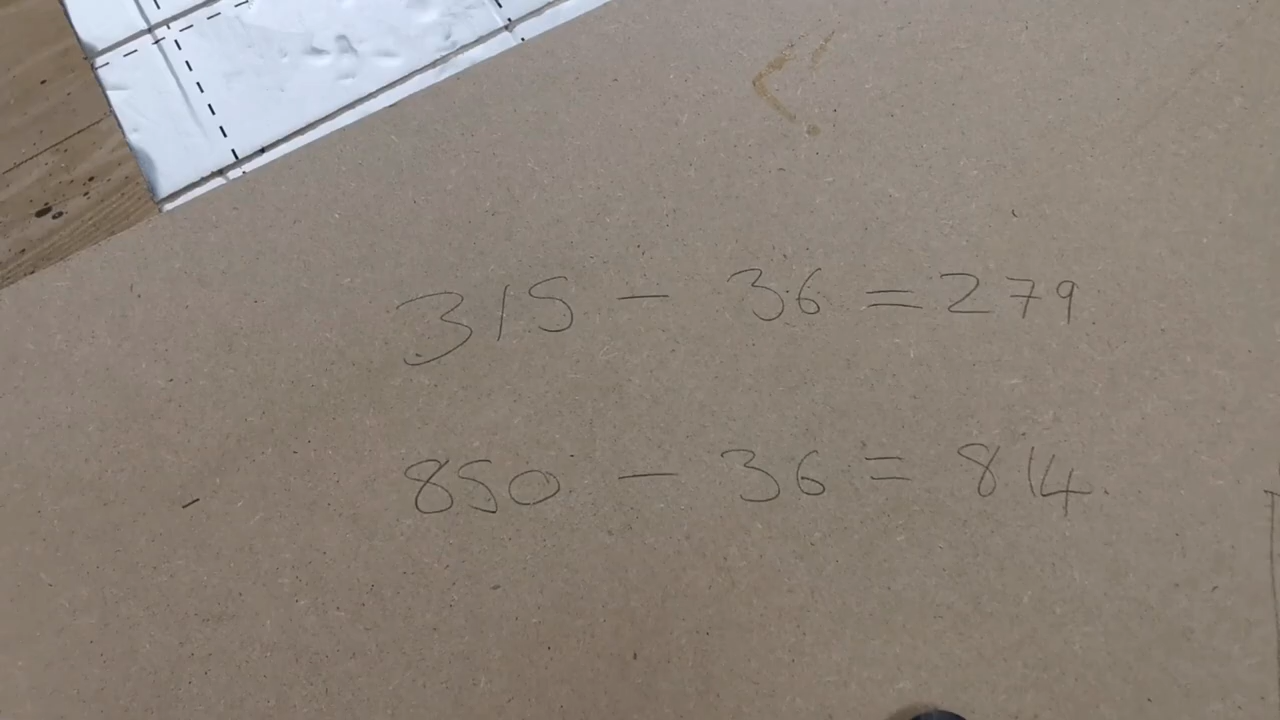 315 - 36 = 279
850 - 36 = 814